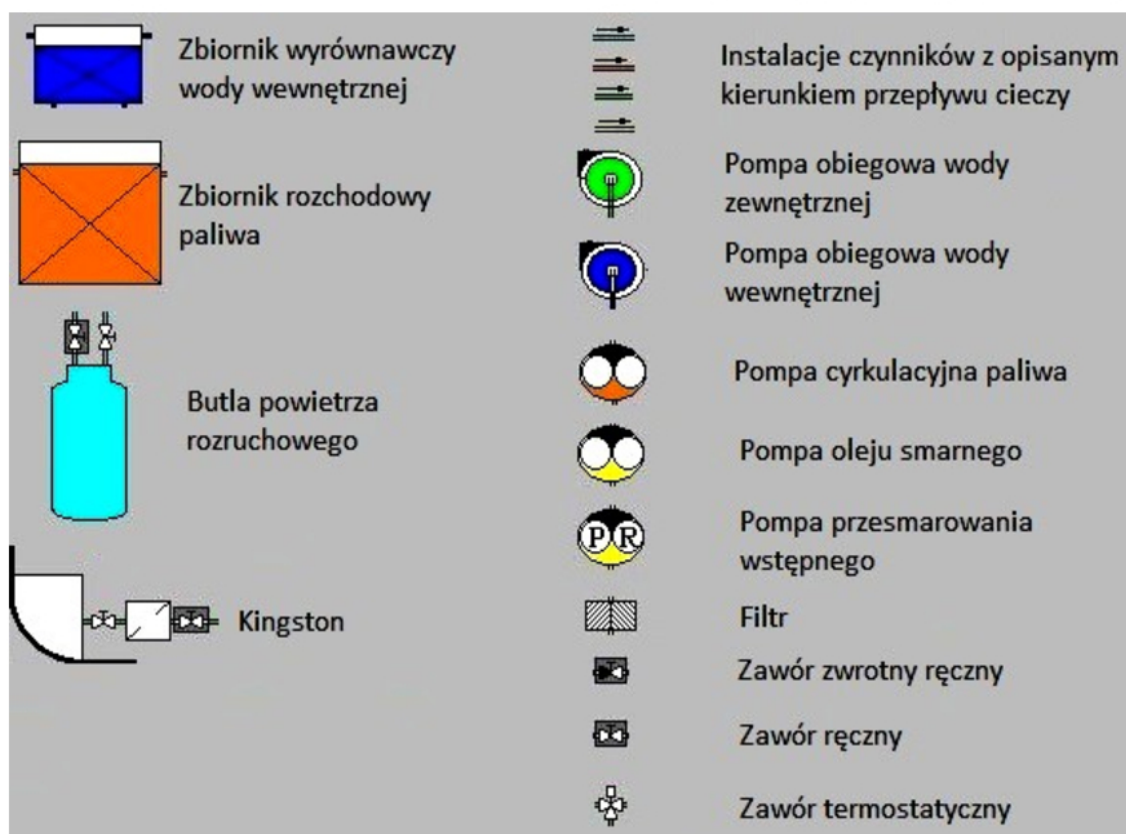 Zbiornik wyrównawczy
wody wewnętrznej
Zbiornik rozchodowy
paliwa
Butla powietrza
rozruchowego
Kingston
Instalacje czynników z opisanym
kierunkiem przepływu cieczy
Pompa obiegowa wody
zewnętrznej
Pompa obiegowa wody
wewnętrznej
Pompa cyrkulacyjna paliwa
Pompa oleju smarnego
P R
Pompa przesmarowania
wstępnego
Filtr
Zawór zwrotny ręczny
Zawór ręczny
Zawór termostatyczny